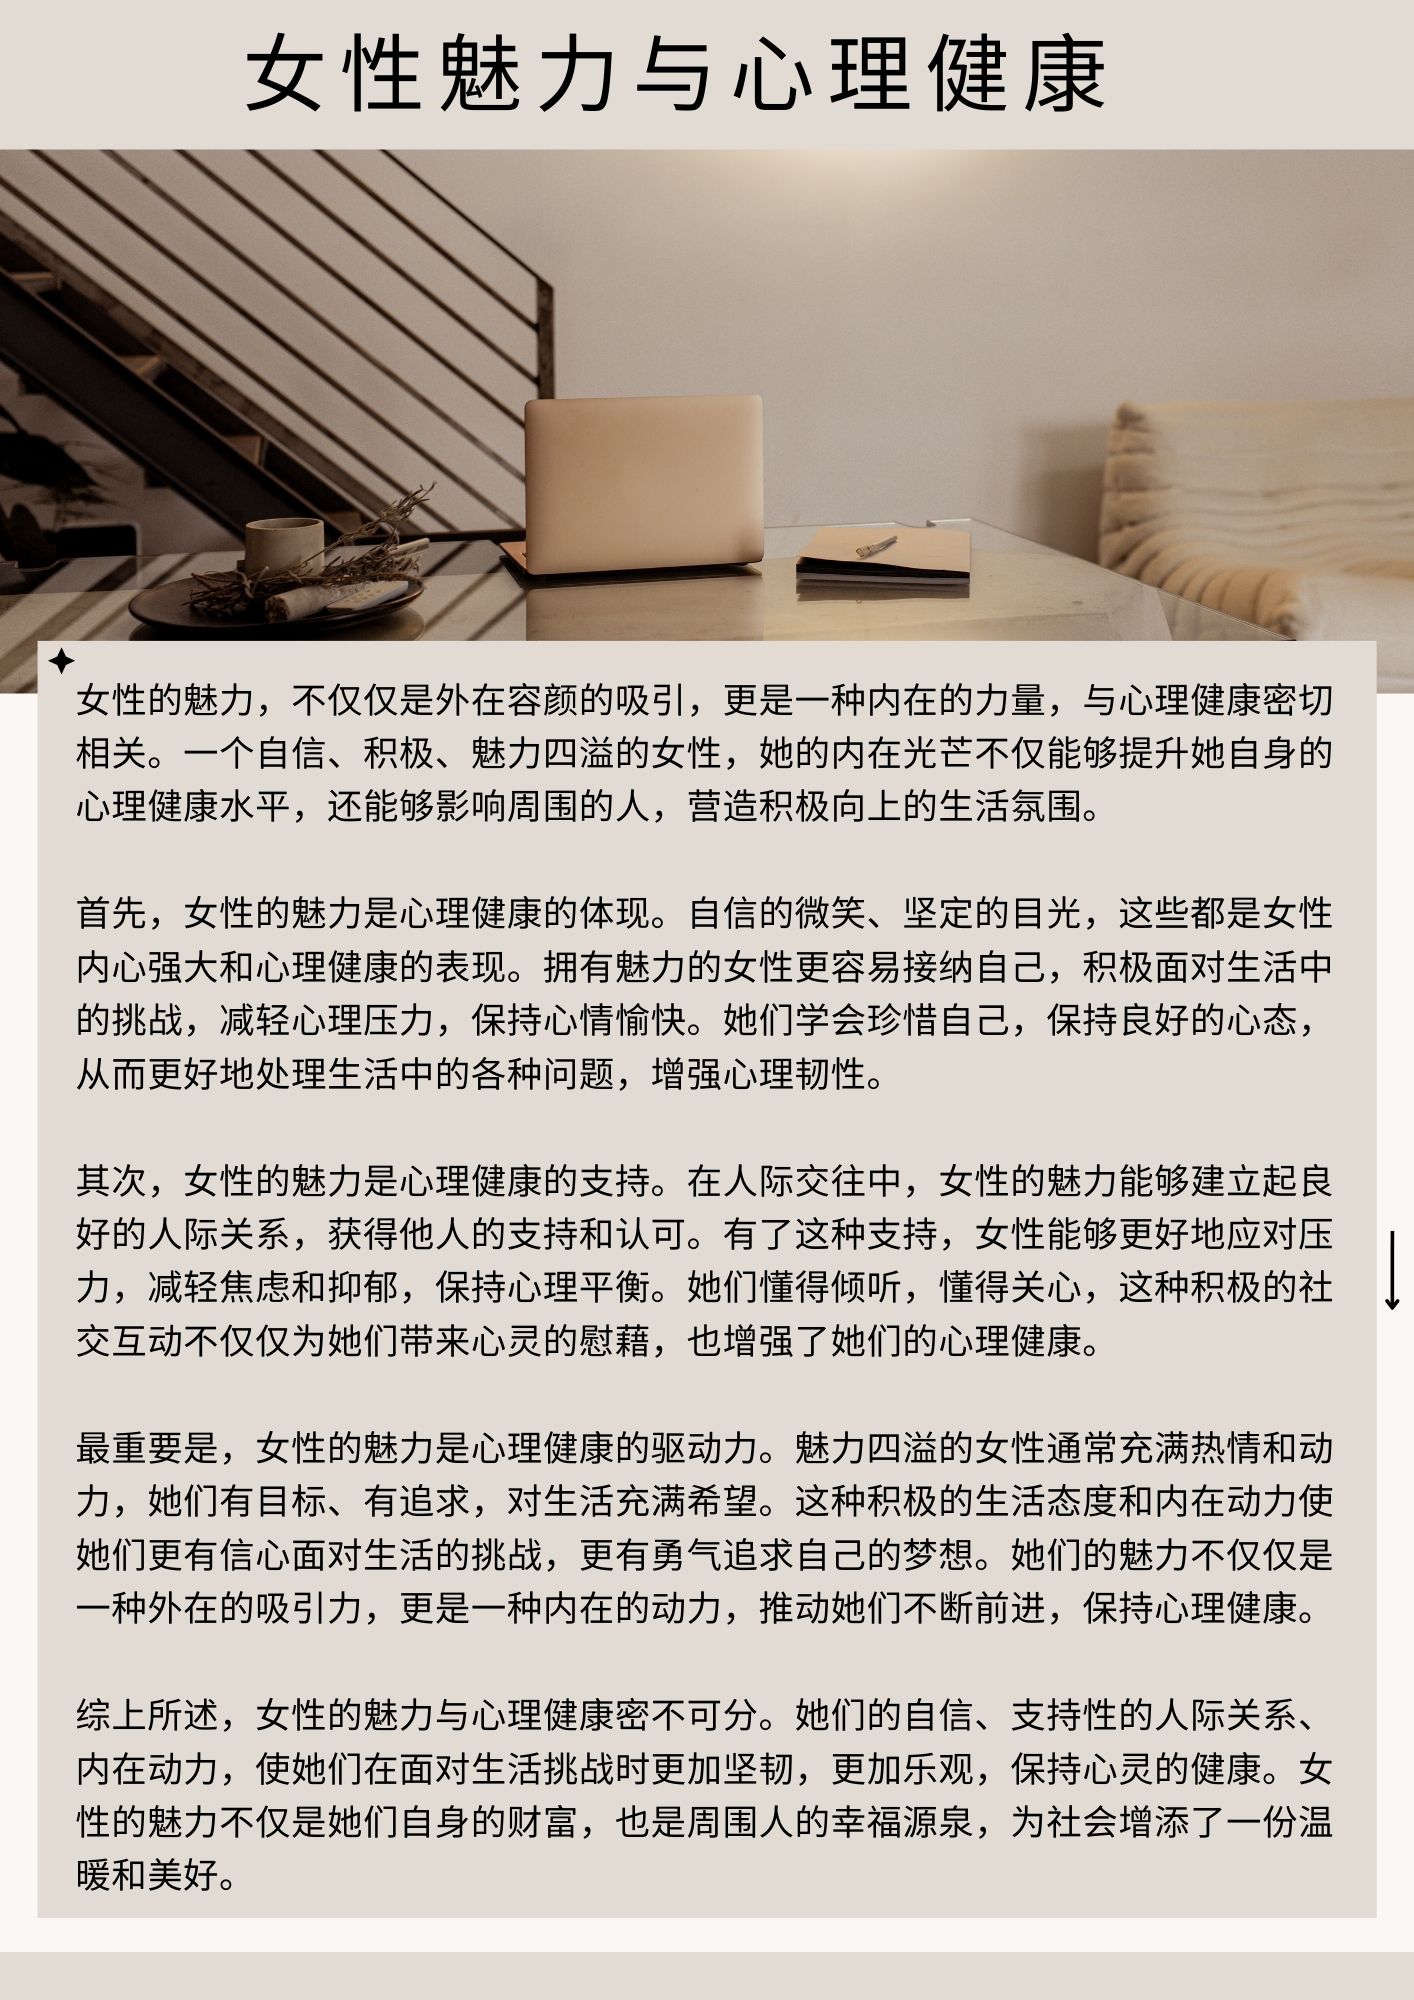 女性魅力与心理健康
女性的魅力，不仅仅是外在容颜的吸引，更是一种内在的力量，与心理健康密切
相关。一个自信、积极、魅力四溢的女性，她的内在光芒不仅能够提升她自身的
心理健康水平，还能够影响周围的人，营造积极向上的生活氛围。
首先，女性的魅力是心理健康的体现。自信的微笑、坚定的目光，这些都是女性
内心强大和心理健康的表现。拥有魅力的女性更容易接纳自己，积极面对生活中
的挑战，减轻心理压力，保持心情愉快。她们学会珍惜自己，保持良好的心态，
从而更好地处理生活中的各种问题，增强心理韧性。
其次，女性的魅力是心理健康的支持。在人际交往中，女性的魅力能够建立起良
好的人际关系，获得他人的支持和认可。有了这种支持，女性能够更好地应对压
力，减轻焦虑和抑郁，保持心理平衡。她们懂得倾听，懂得关心，这种积极的社
交互动不仅仅为她们带来心灵的慰藉，也增强了她们的心理健康。
最重要是，女性的魅力是心理健康的驱动力。魅力四溢的女性通常充满热情和动
力，她们有目标、有追求，对生活充满希望。这种积极的生活态度和内在动力使
她们更有信心面对生活的挑战，更有勇气追求自己的梦想。她们的魅力不仅仅是
一种外在的吸引力，更是一种内在的动力，推动她们不断前进，保持心理健康。
综上所述，女性的魅力与心理健康密不可分。她们的自信、支持性的人际关系、
内在动力，使她们在面对生活挑战时更加坚韧，更加乐观，保持心灵的健康。女
性的魅力不仅是她们自身的财富，也是周围人的幸福源泉，为社会增添了一份温
暖和美好。